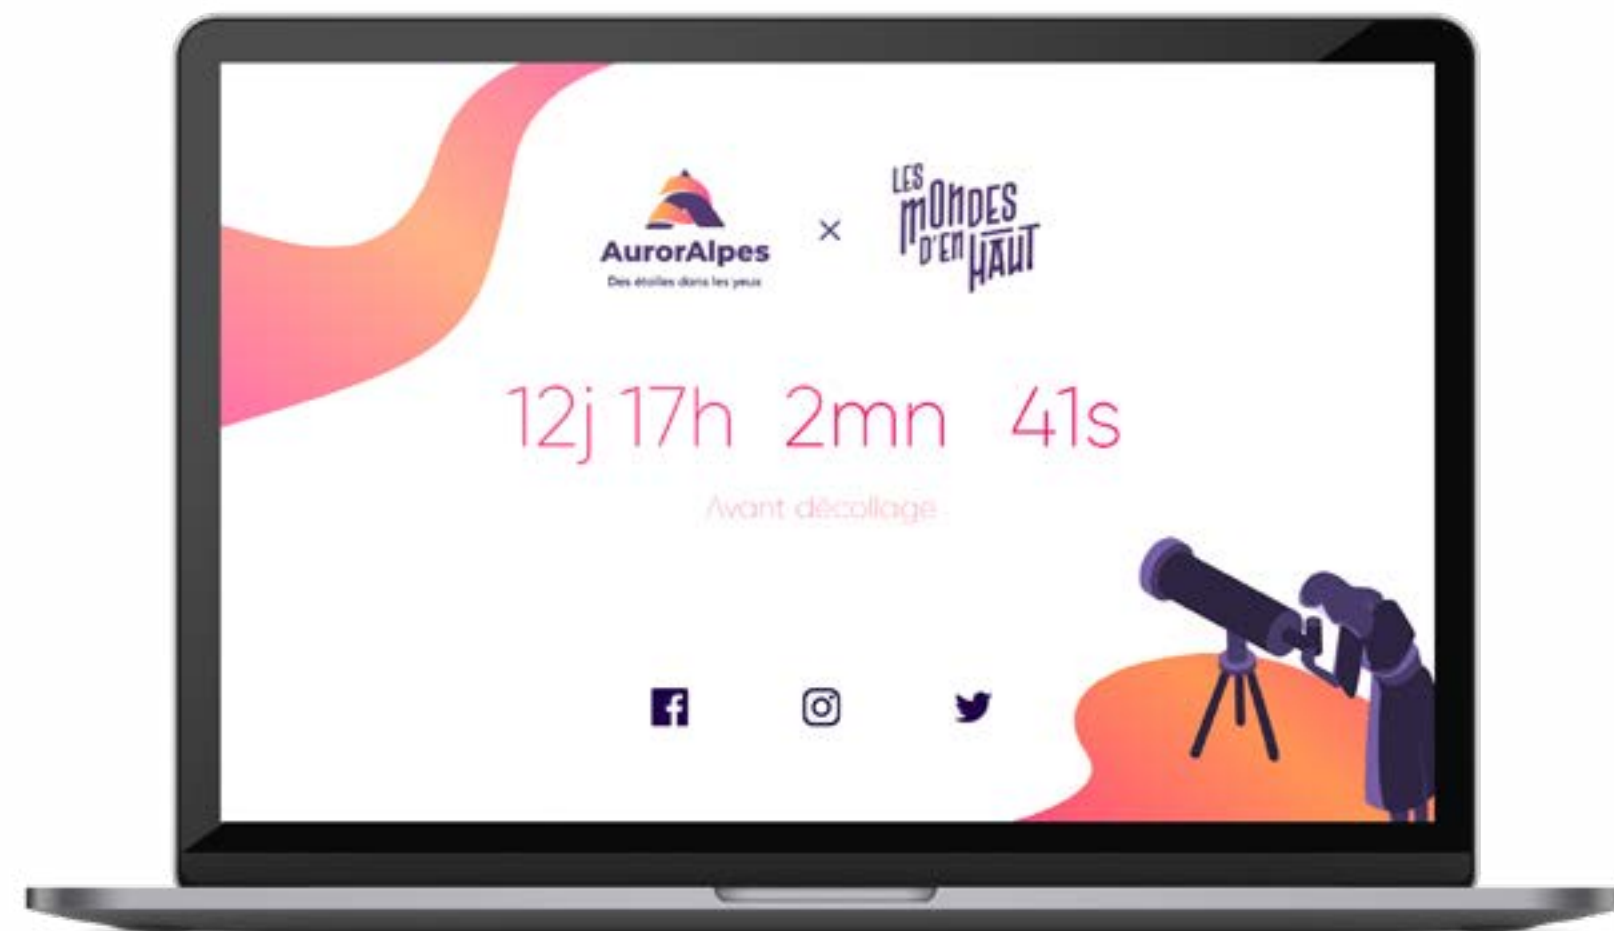 AurorAlpes
Des étoiles dans les yeux
×
LES
MONDES
D'EN
HAUT
12j 17h 2mn 41s
Avant décollage